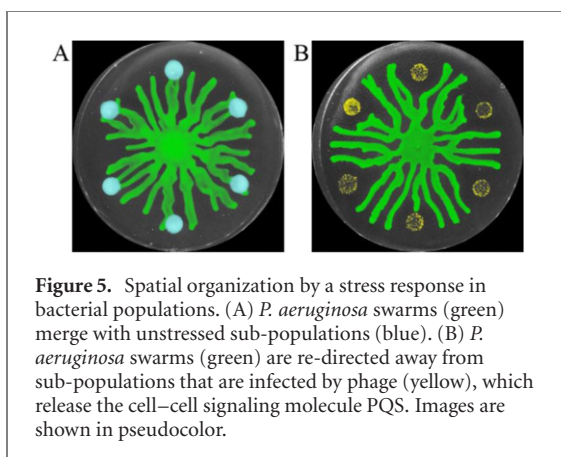 A
B
Figure 5. Spatial organization by a stress response in
bacterial populations. (A) P. aeruginosa swarms (green)
merge with unstressed sub-populations (blue). (B) P.
aeruginosa swarms (green) are re-directed away from
sub-populations that are infected by phage (yellow), which
release the cell–cell signaling molecule PQS. Images are
shown in pseudocolor.